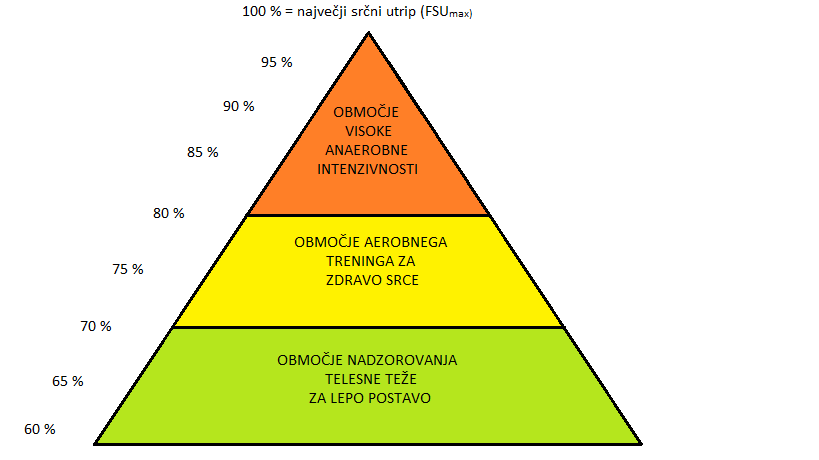 100 % = največji srčni utrip (FSUmax)
95 %
90 %
OBMOČJE
VISOKE
ANAEROBNE
INTENZIVNOSTI
85 %
80 %
OBMOČJE AEROBNEGA
TRENINGA ZA
ZDRAVO SRCE
75 %
70 %
OBMOČJE NADZOROVANJA
TELESNE TEŽE
ZA LEPO POSTAVO
65 %
60 %